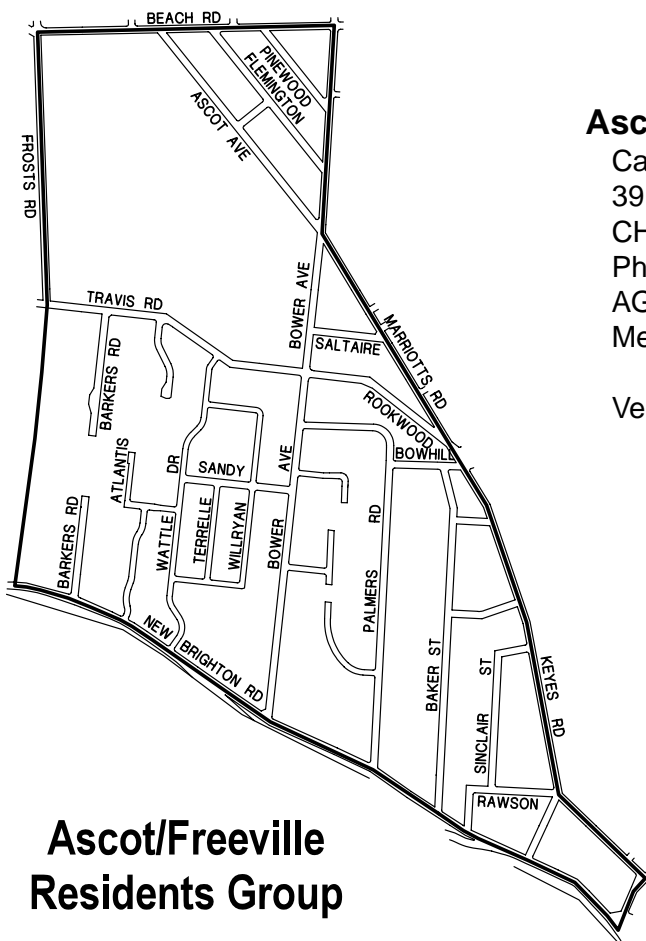 BEACH RD
PINEWOOD
FLEMINGTON
ASCOT AVE
FROSTS RD
Asc
Ca
39
CH
Ph
AG
Me
Ve
TRAVIS RD
BOWER AVE
SALTAIRE
MARRIOTTS RD
BARKERS RD
ROOKWOOD
BOWHILL
ATLANTIS
WATTLE DR
SANDY
BOWER AVE
TERRELLE
WILLRYAN
PALMERS RD
BARKERS RD
NEW BRIGHTON RD
BAKER ST
SINCLAIR ST
KEYES RD
RAWSON
Ascot/Freeville
Residents Group